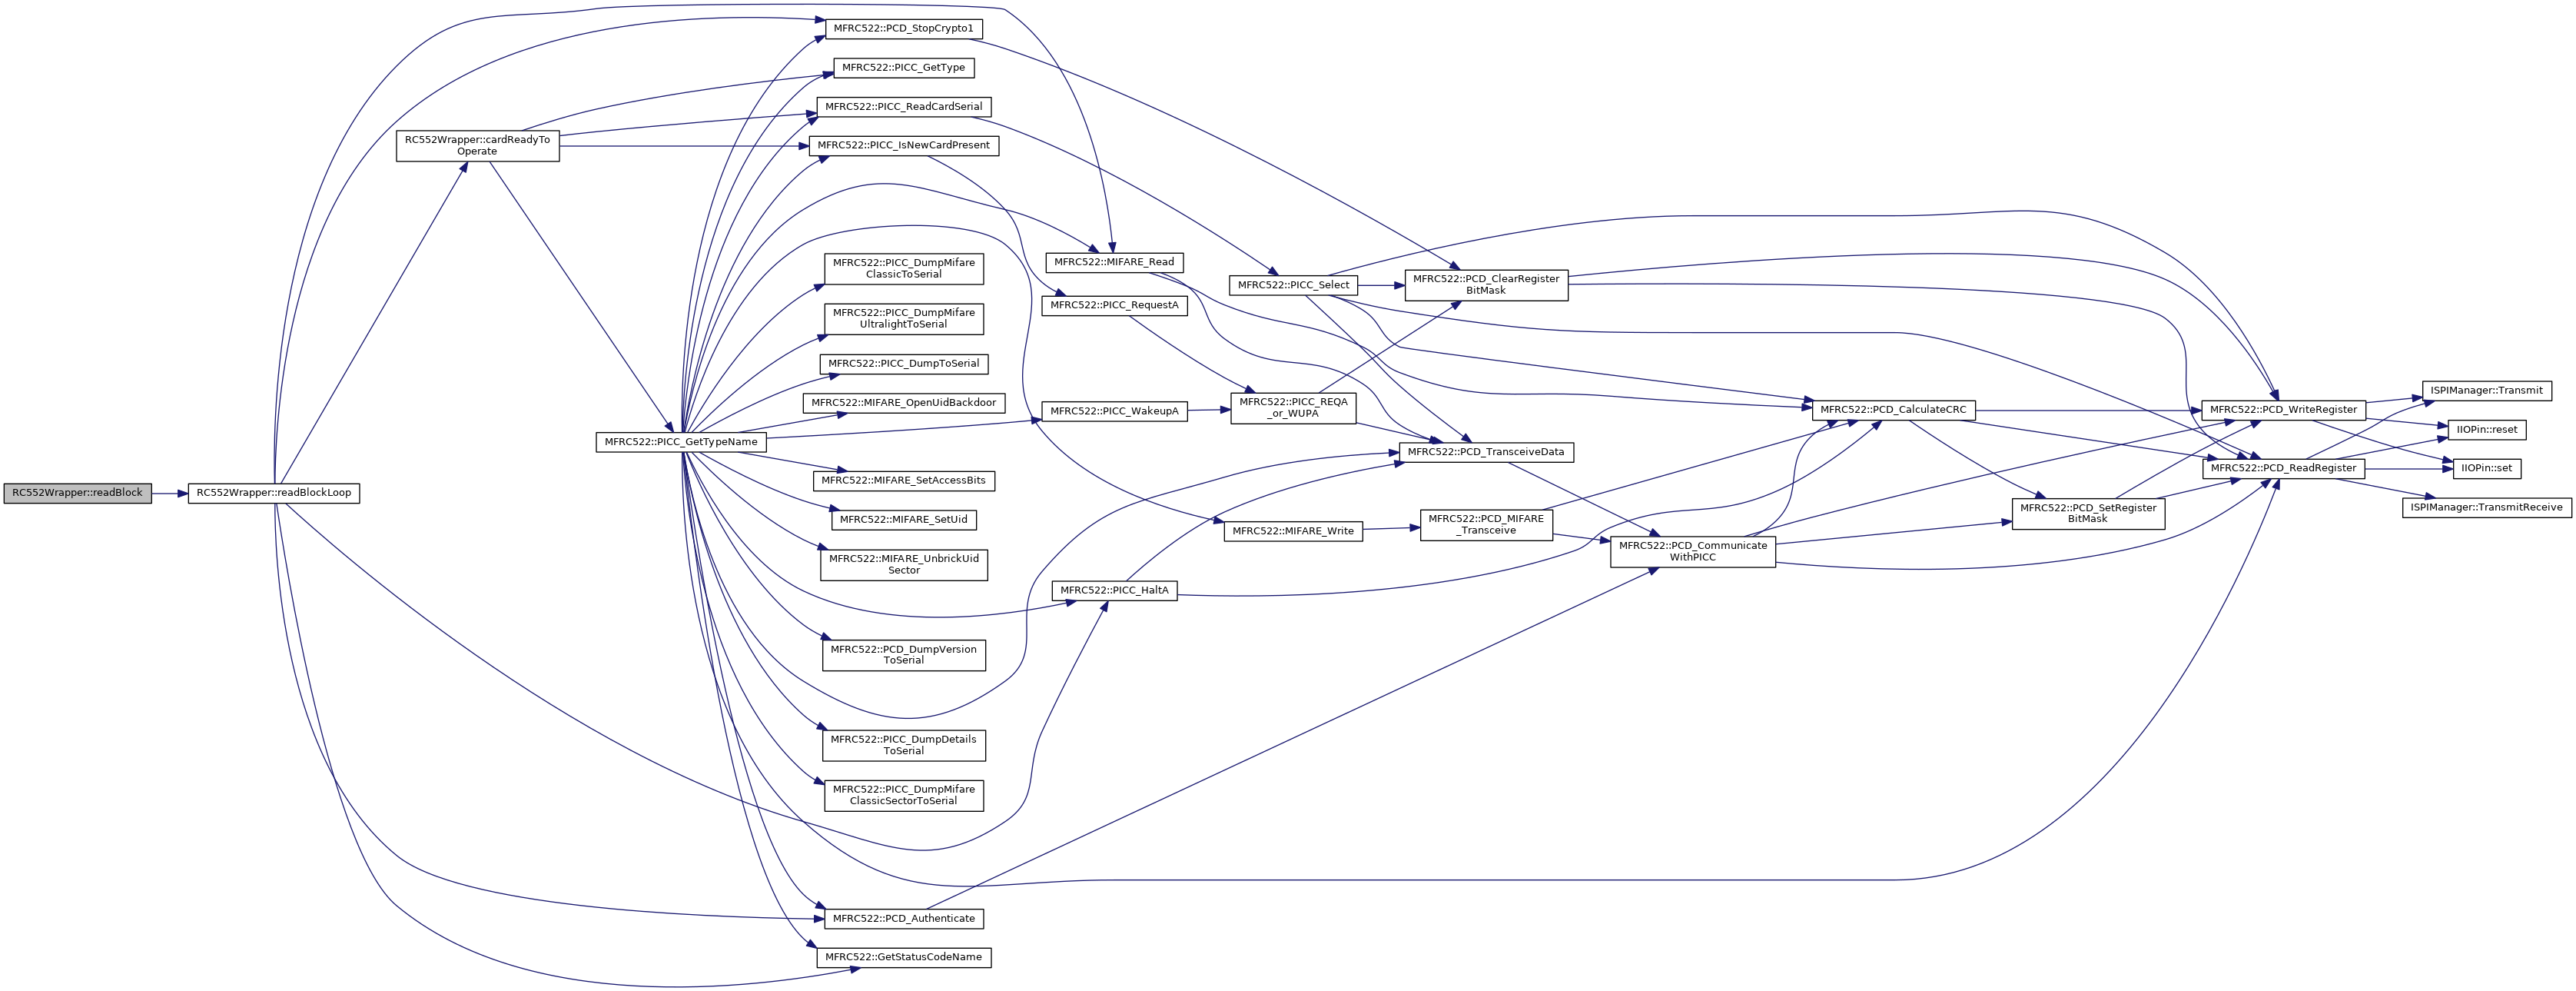 RC552Wrapper::readBlock
RC552Wrapper::readBlockLoop
RC552Wrapper::cardReadyTo
Operate
MFRC522::PICC_GetTypeName
MFRC522::PCD_StopCrypto1
MFRC522::PICC_GetType
MFRC522::PICC_ReadCardSerial
MFRC522::PICC_IsNewCardPresent
MFRC522::PICC_DumpMifare
ClassicToSerial
MFRC522::PICC_DumpMifare
UltralightToSerial
MFRC522::PICC_DumpToSerial
MFRC522::MIFARE_OpenUidBackdoor
MFRC522::MIFARE_SetAccessBits
MFRC522::MIFARE_SetUid
MFRC522::MIFARE_UnbrickUid
Sector
MFRC522::PCD_DumpVersion
ToSerial
MFRC522::PICC_DumpDetails
ToSerial
MFRC522::PICC_DumpMifare
ClassicSectorToSerial
MFRC522::PCD_Authenticate
MFRC522::GetStatusCodeName
MFRC522::MIFARE_Read
MFRC522::PICC_RequestA
MFRC522::PICC_WakeupA
MFRC522::PICC_HaltA
MFRC522::PICC_Select
MFRC522::PICC_REQA
_or_WUPA
MFRC522::MIFARE_Write
MFRC522::PCD_ClearRegister
BitMask
MFRC522::PCD_TransceiveData
MFRC522::PCD_MIFARE
_Transceive
MFRC522::PCD_Communicate
WithPICC
MFRC522::PCD_CalculateCRC
MFRC522::PCD_SetRegister
BitMask
MFRC522::PCD_WriteRegister
MFRC522::PCD_ReadRegister
ISPIManager::Transmit
IIOPin::reset
IIOPin::set
ISPIManager::TransmitReceive